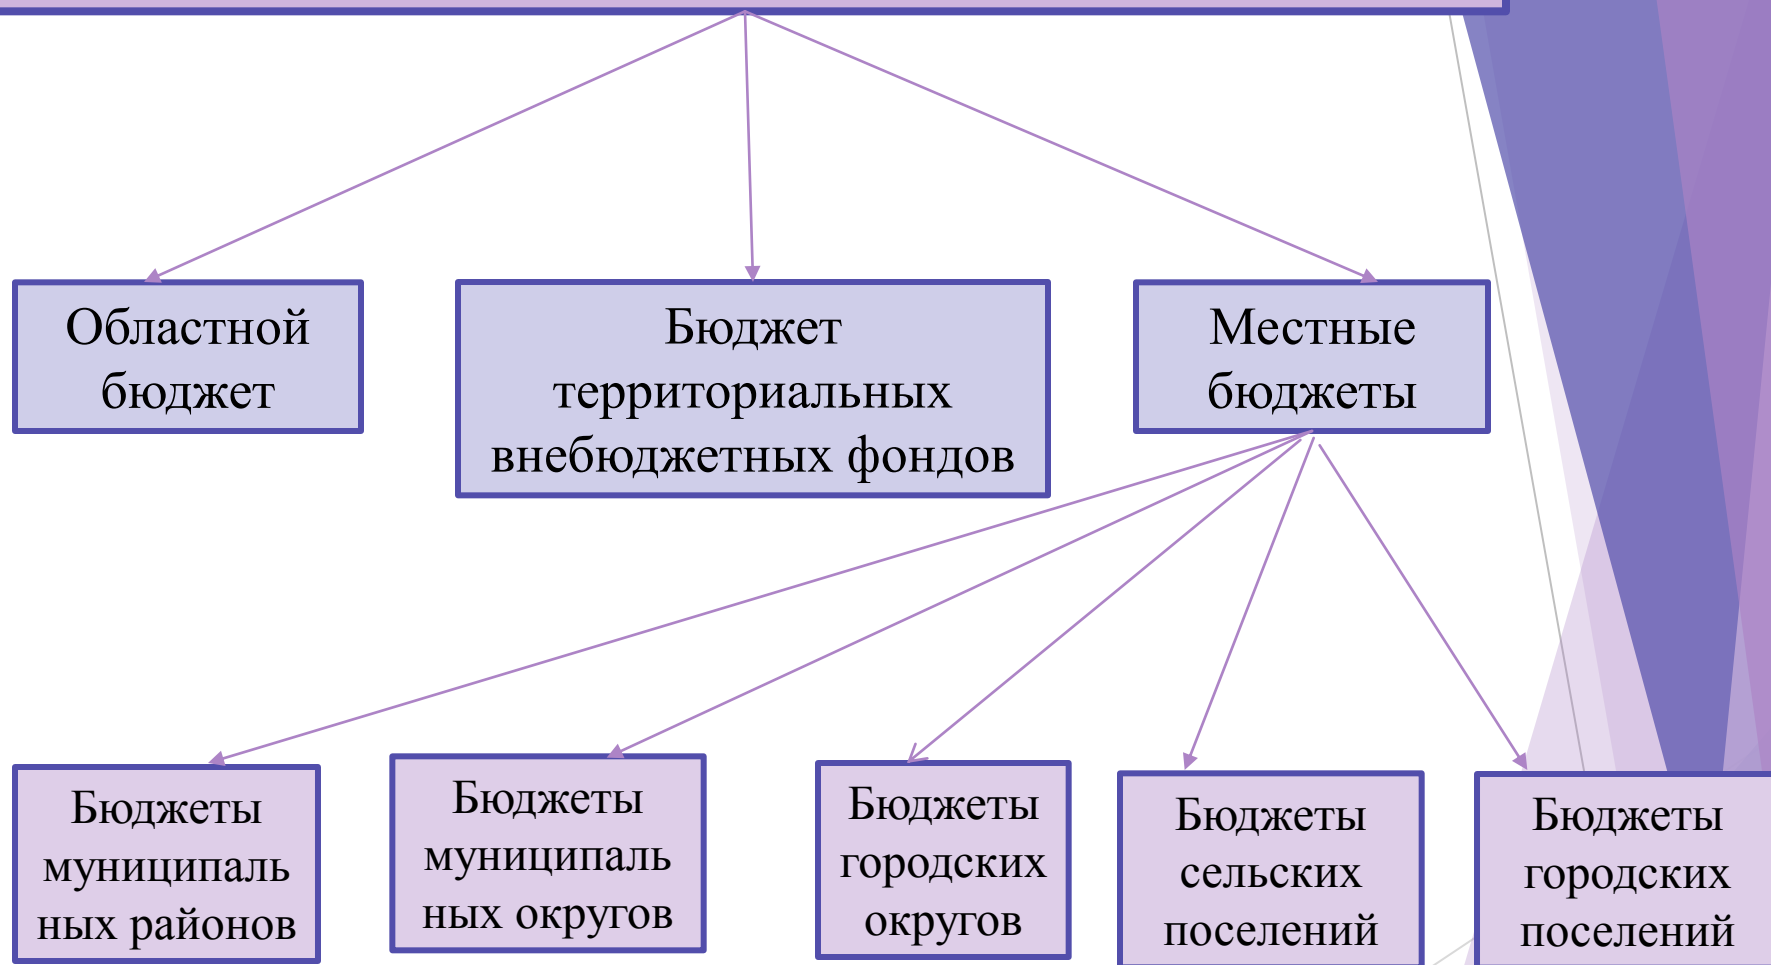 Областной
бюджет
Бюджет
территориальных
внебюджетных фондов
Местные
бюджеты
Бюджеты
муниципаль
ных районов
Бюджеты
муниципаль
ных округов
Бюджеты
городских
округов
Бюджеты
сельских
поселений
Бюджеты
городских
поселений